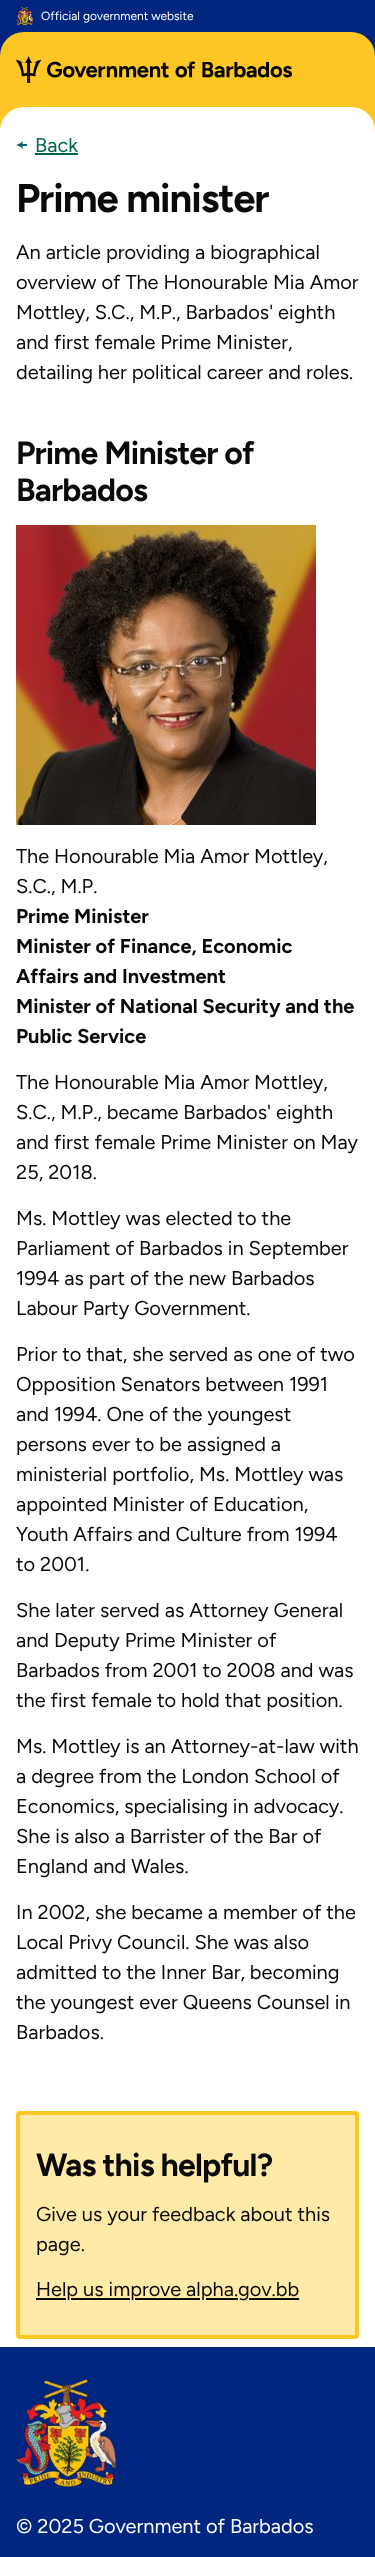 Official government website
Government of Barbados
← Back
Prime minister
An article providing a biographical
overview of The Honourable Mia Amor
Mottley, S.C., M.P., Barbados' eighth
and first female Prime Minister,
detailing her political career and roles.
Prime Minister of
Barbados
The Honourable Mia Amor Mottley,
S.C., M.P.
Prime Minister
Minister of Finance, Economic
Affairs and Investment
Minister of National Security and the
Public Service
The Honourable Mia Amor Mottley,
S.C., M.P., became Barbados' eighth
and first female Prime Minister on May
25, 2018.
Ms. Mottley was elected to the
Parliament of Barbados in September
1994 as part of the new Barbados
Labour Party Government.
Prior to that, she served as one of two
Opposition Senators between 1991
and 1994. One of the youngest
persons ever to be assigned a
ministerial portfolio, Ms. Mottley was
appointed Minister of Education,
Youth Affairs and Culture from 1994
to 2001.
She later served as Attorney General
and Deputy Prime Minister of
Barbados from 2001 to 2008 and was
the first female to hold that position.
Ms. Mottley is an Attorney-at-law with
a degree from the London School of
Economics, specialising in advocacy.
She is also a Barrister of the Bar of
England and Wales.
In 2002, she became a member of the
Local Privy Council. She was also
admitted to the Inner Bar, becoming
the youngest ever Queens Counsel in
Barbados.
Was this helpful?
Give us your feedback about this
page.
Help us improve alpha.gov.bb
PRIDE AND INDUSTRY
© 2025 Government of Barbados